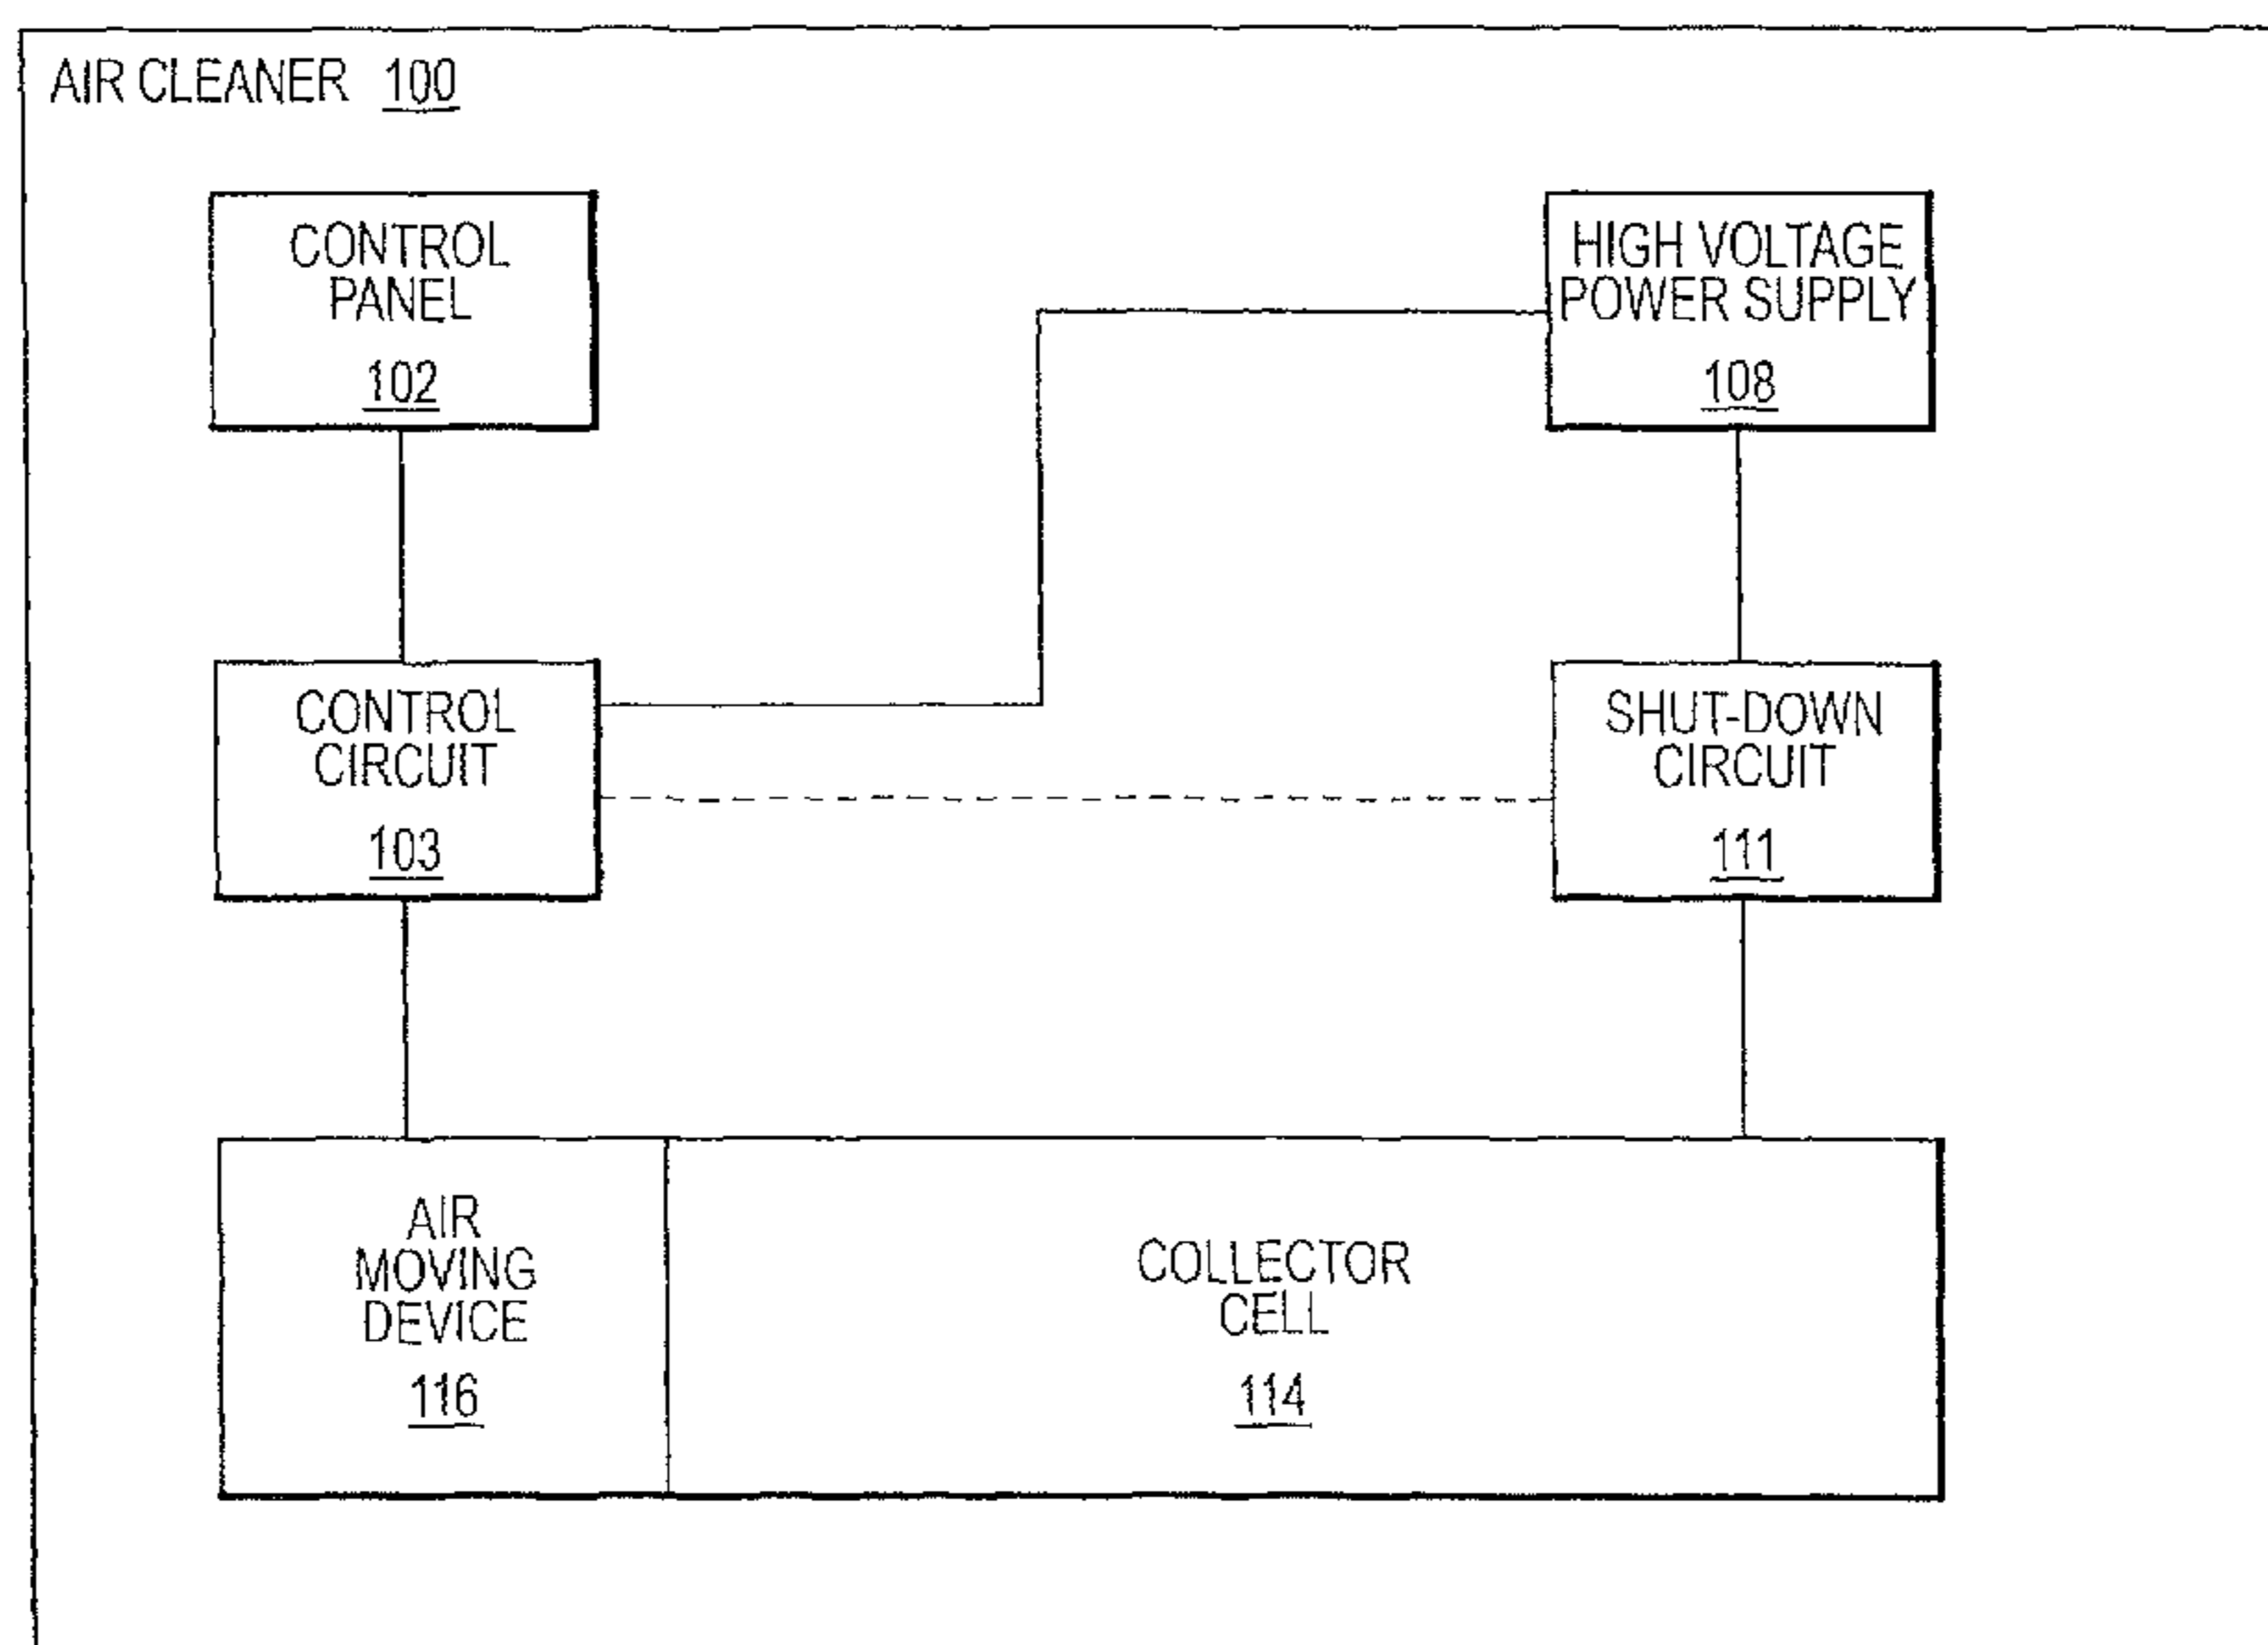 AIR CLEANER 100
CONTROL
PANEL
102
HIGH VOLTAGE
POWER SUPPLY
108
CONTROL
CIRCUIT
103
SHUT-DOWN
CIRCUIT
111
AIR
MOVING
DEVICE
116
COLLECTOR
CELL
114